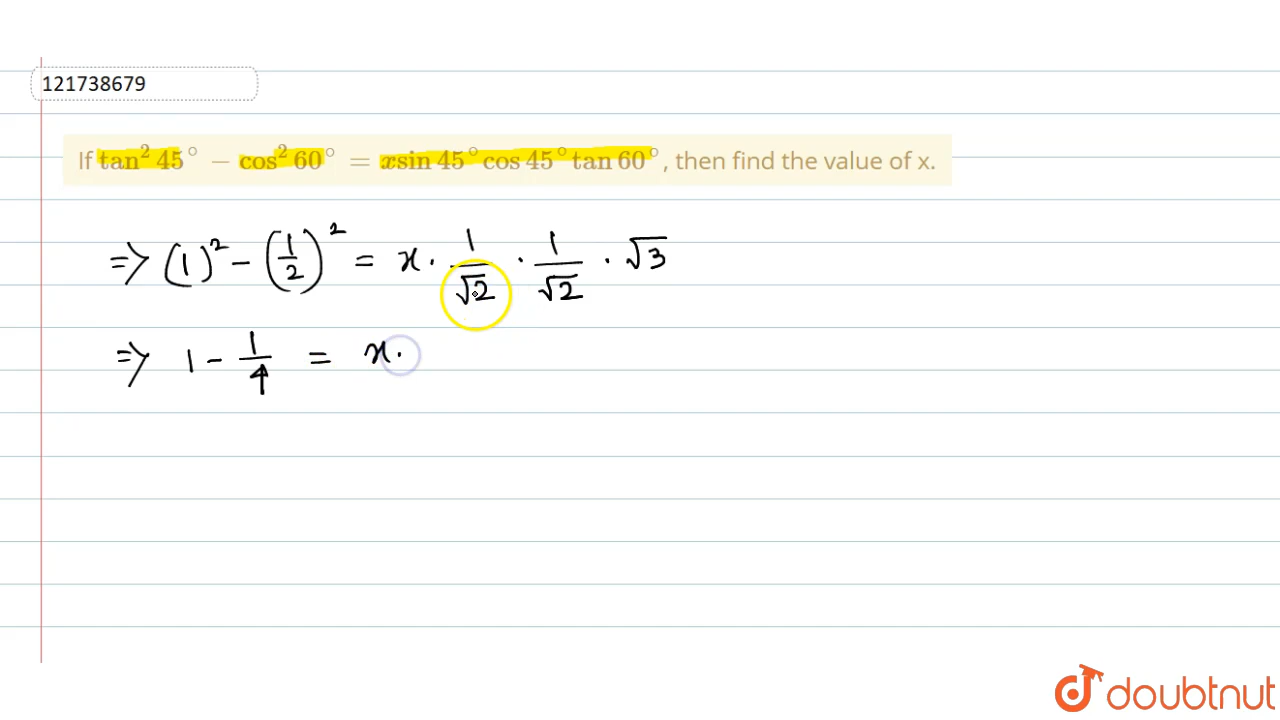 121738679
If tan² 45° − cos² 60° = xsin 45° cos 45° tan 60°, then find the value of x.
=> (1)² − (1/2)² = x · 1/√2 · 1/√2 · √3
=> 1 − 1/4 = x ·
doubtnut